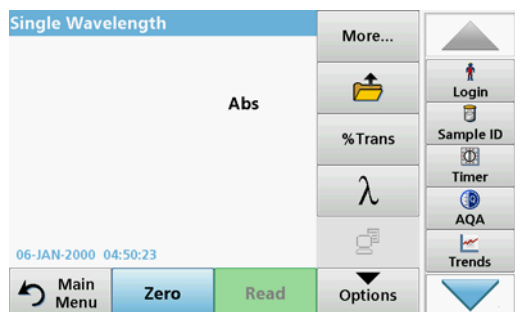 Single Wavelength
More...
Abs
%Trans
λ
06-JAN-2000 04:50:23
Main
Menu
Zero
Read
Options
Login
Sample ID
Timer
AQA
Trends